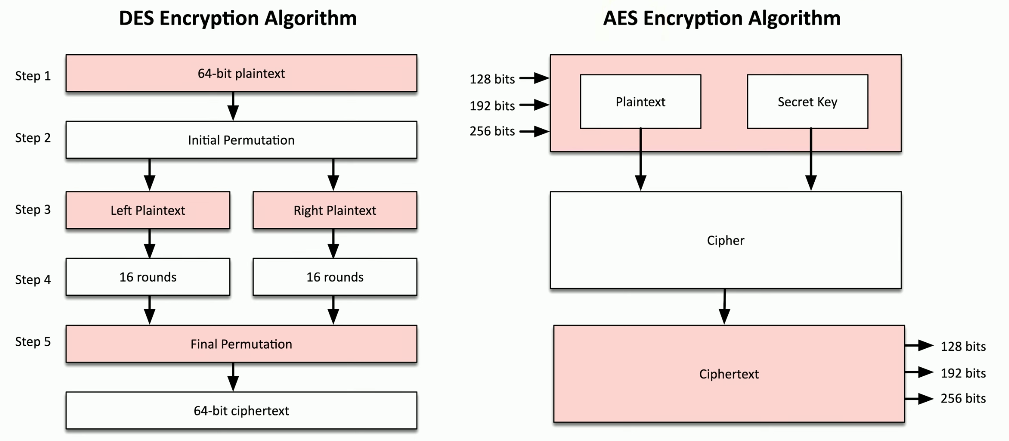 DES Encryption Algorithm
Step 1
64-bit plaintext
Step 2
Initial Permutation
Step 3
Left Plaintext
Right Plaintext
Step 4
16 rounds
16 rounds
Step 5
Final Permutation
64-bit ciphertext
AES Encryption Algorithm
128 bits
192 bits
256 bits
Plaintext
Secret Key
Cipher
Ciphertext
128 bits
192 bits
256 bits